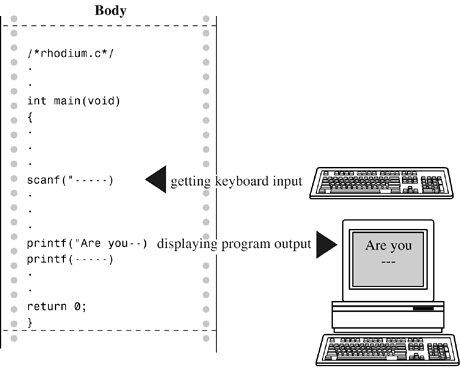 Body
/*rhodium.c*/
.
.
int main(void)
{
.
.
.
scanf("-----)
getting keyboard input
.
.
.
printf("Are you--)
displaying program output
Are you
---
printf(-----)
.
.
return 0;
}